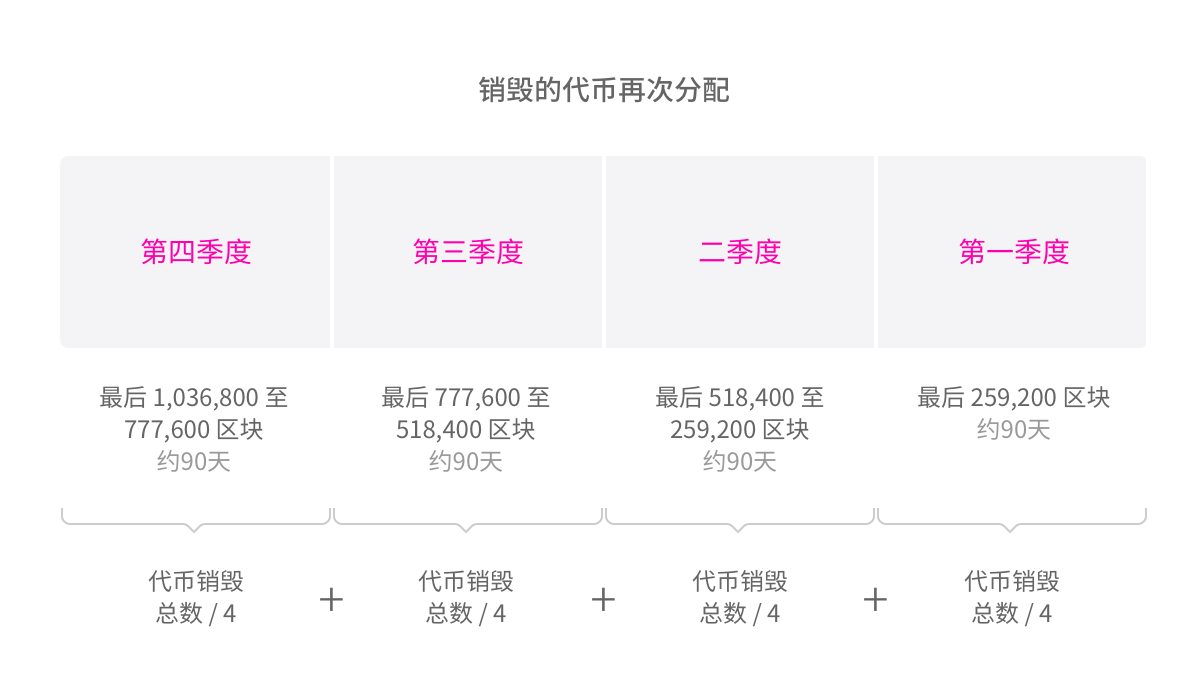 销毁的代币再次分配
第四季度
第三季度
二季度
第一季度
最后 1,036,800 至
777,600 区块
约90天
最后 777,600 至
518,400 区块
约90天
最后 518,400 至
259,200 区块
约90天
最后 259,200 区块
约90天
代币销毁
总数 / 4
+
代币销毁
总数 / 4
+
代币销毁
总数 / 4
+
代币销毁
总数 / 4